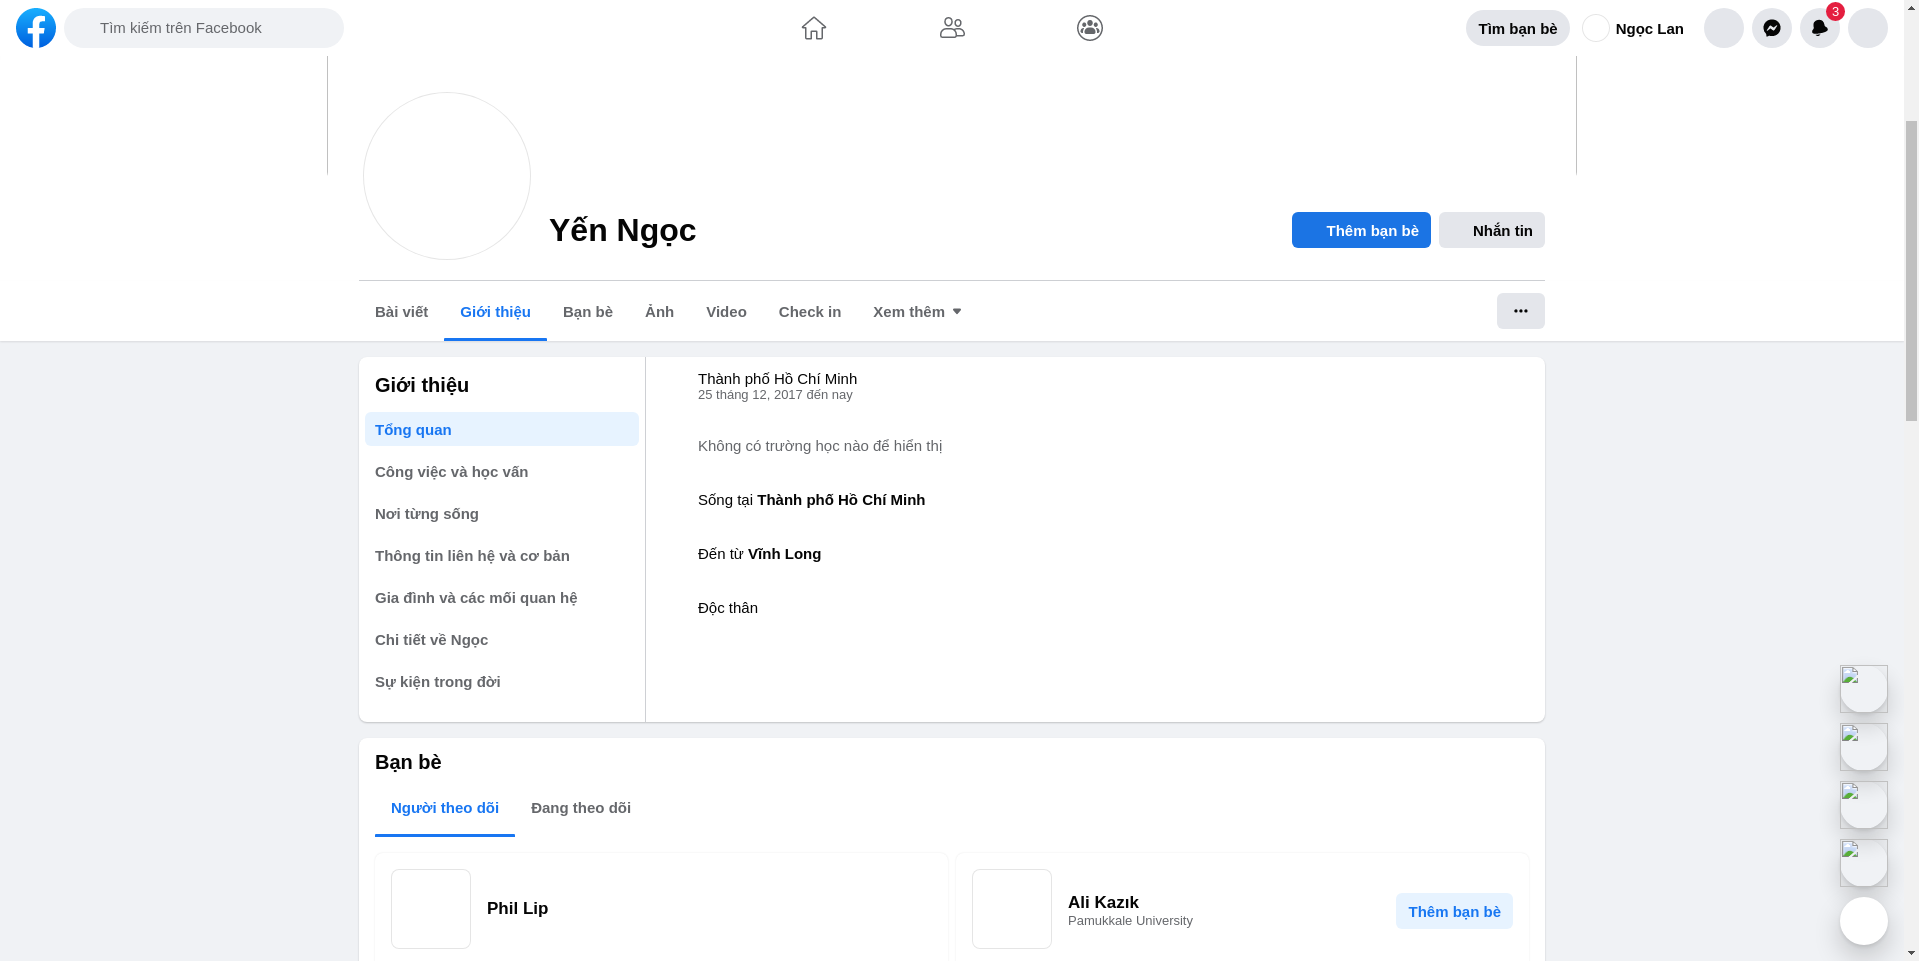 Tìm kiếm trên Facebook
Tìm bạn bè
Ngọc Lan
3
Yến Ngọc
Thêm bạn bè
Nhắn tin
Bài viết
Giới thiệu
Bạn bè
Ảnh
Video
Check in
Xem thêm
Giới thiệu
Tổng quan
Công việc và học vấn
Nơi từng sống
Thông tin liên hệ và cơ bản
Gia đình và các mối quan hệ
Chi tiết về Ngọc
Sự kiện trong đời
Thành phố Hồ Chí Minh
25 tháng 12, 2017 đến nay
Không có trường học nào để hiển thị
Sống tại Thành phố Hồ Chí Minh
Đến từ Vĩnh Long
Độc thân
Bạn bè
Người theo dõi
Đang theo dõi
Phil Lip
Ali Kazık
Pamukkale University
Thêm bạn bè